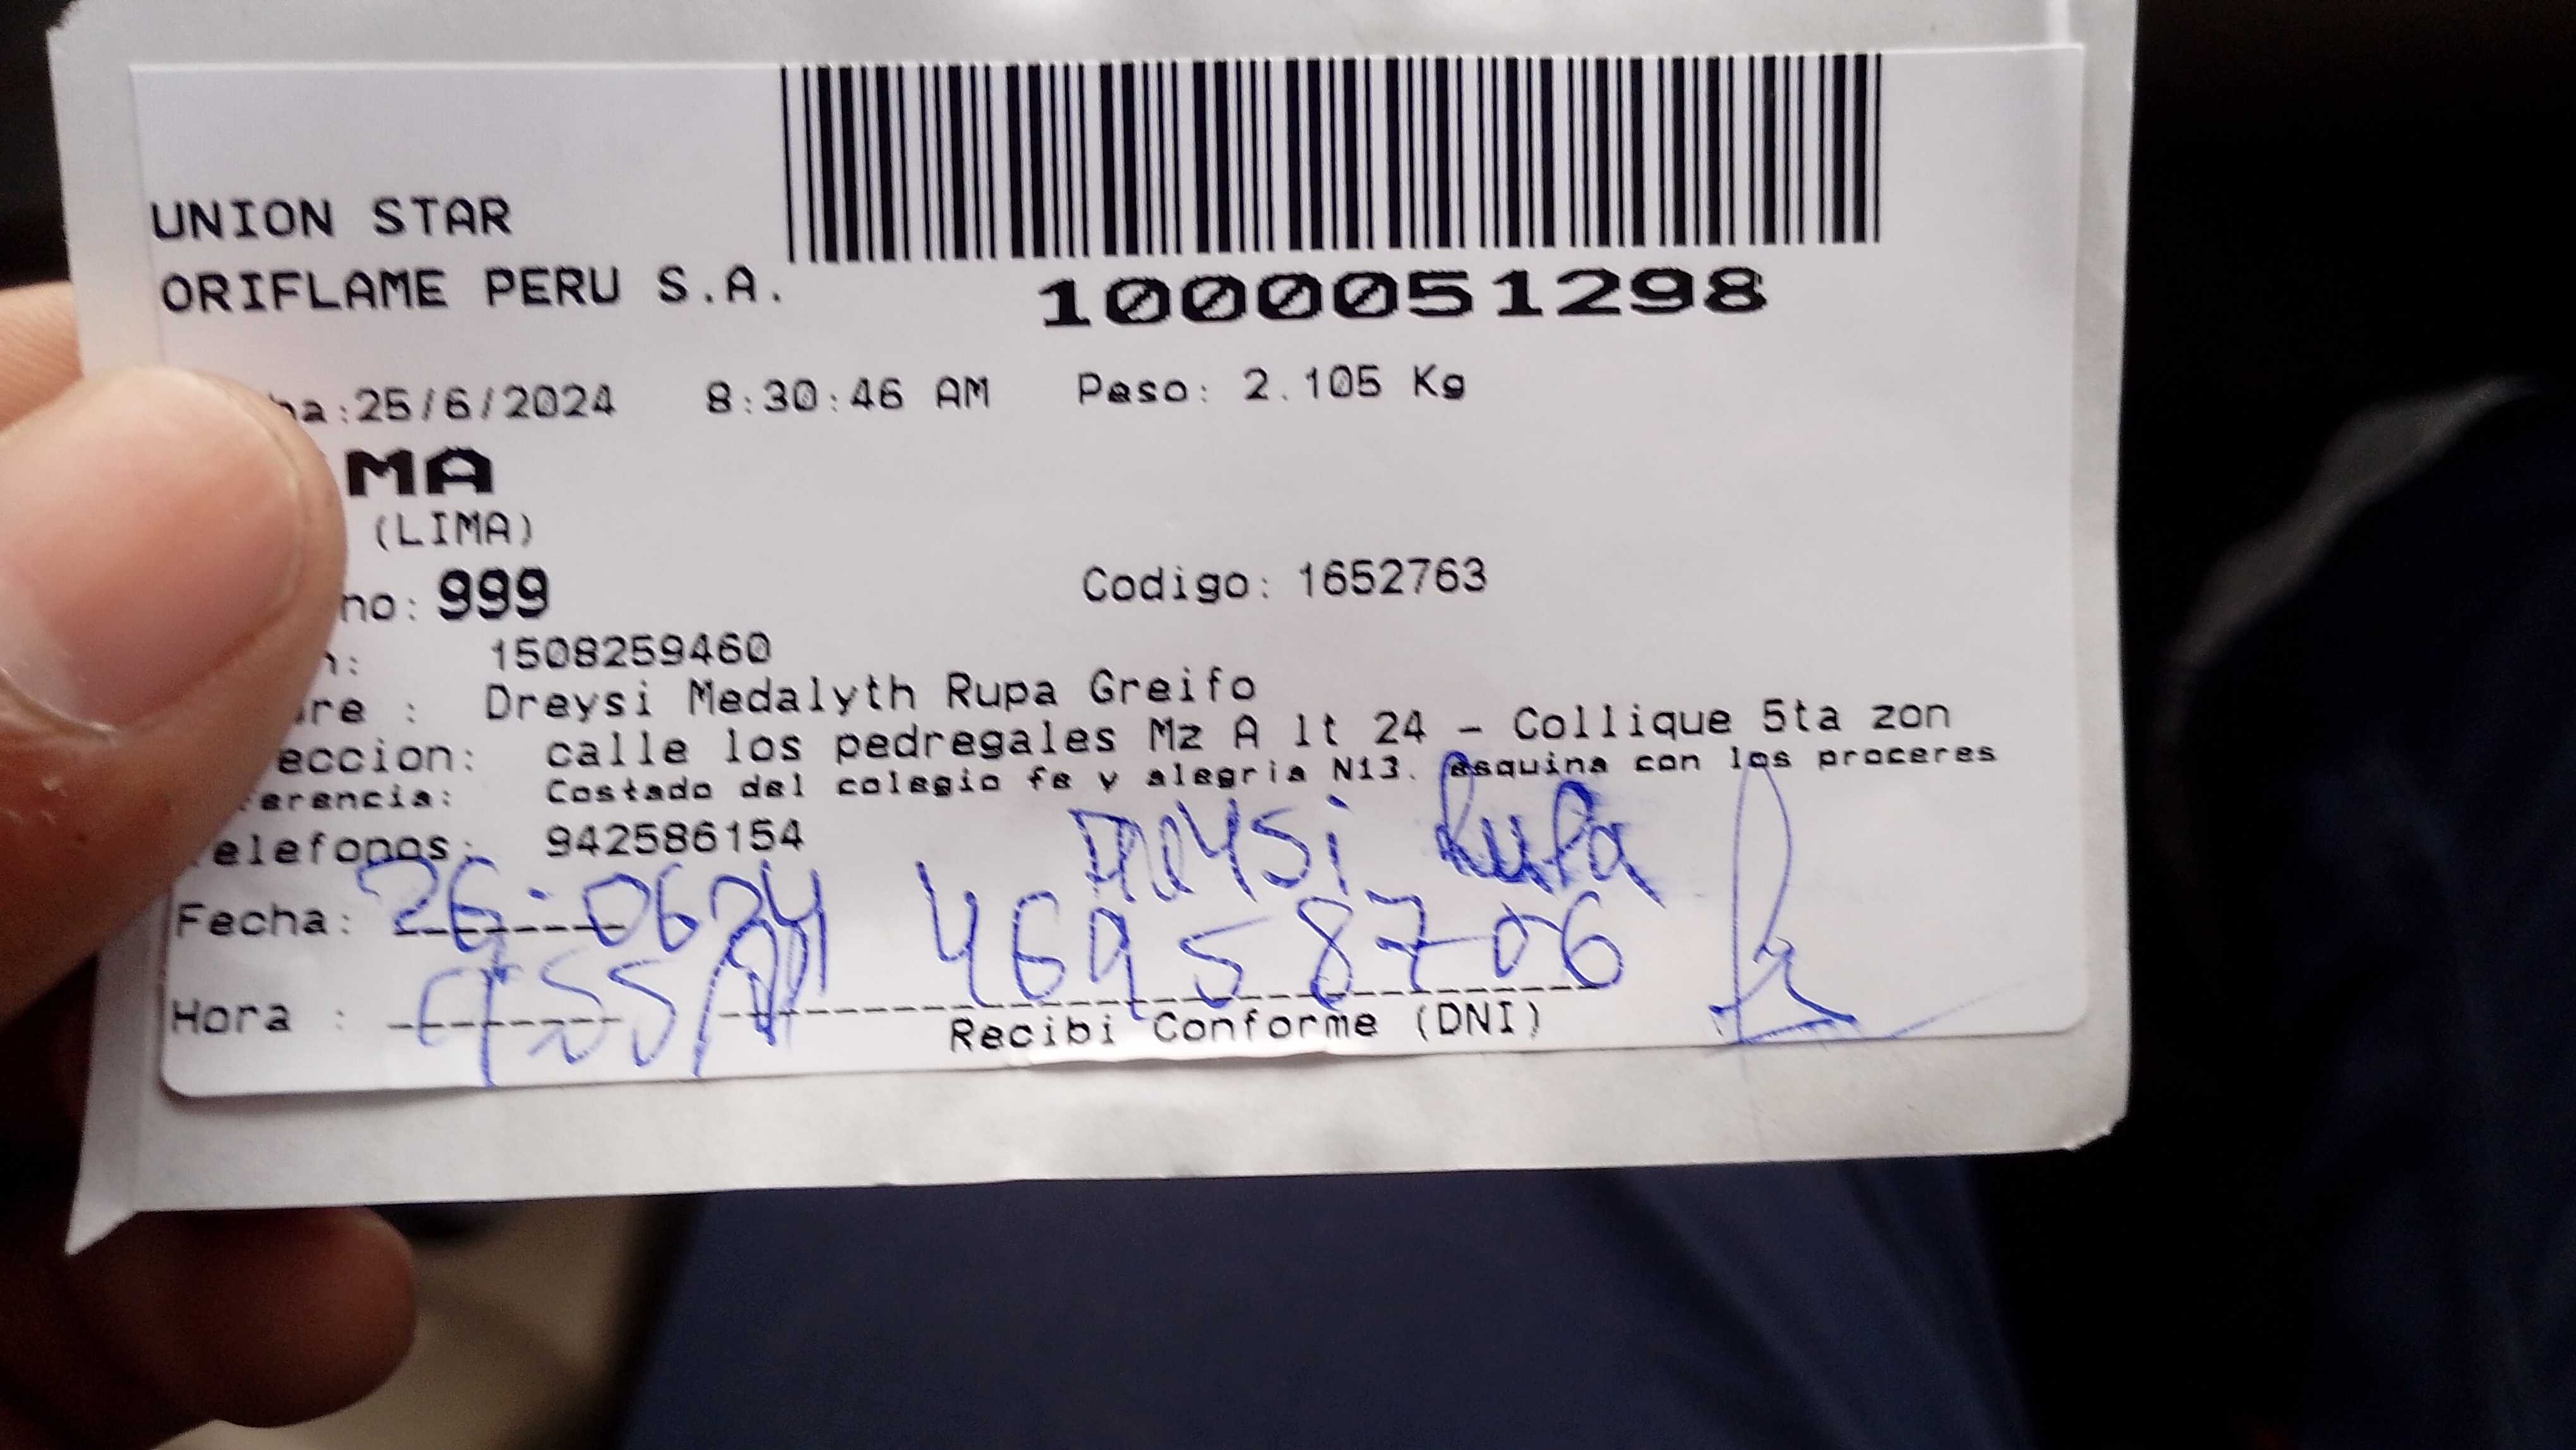 UNION STAR
ORIFLAME PERU S.A.
1000051298
ha:25/6/2024 8:30:46 AM Peso: 2.105 Kg
MA
(LIMA)
no: 999 Codigo: 1652763
n: 1508259460
re : Dreysi Medalyth Rupa Greifo
eccion: calle los pedregales Mz A lt 24 - Collique 5ta zon
erencia: Costado del colegio fe y alegria N13. esquina con los proceres
elefonos: 942586154
Dreysi Rupa
Fecha: 26-0624 46958706
Hora :
Recibi Conforme (DNI)